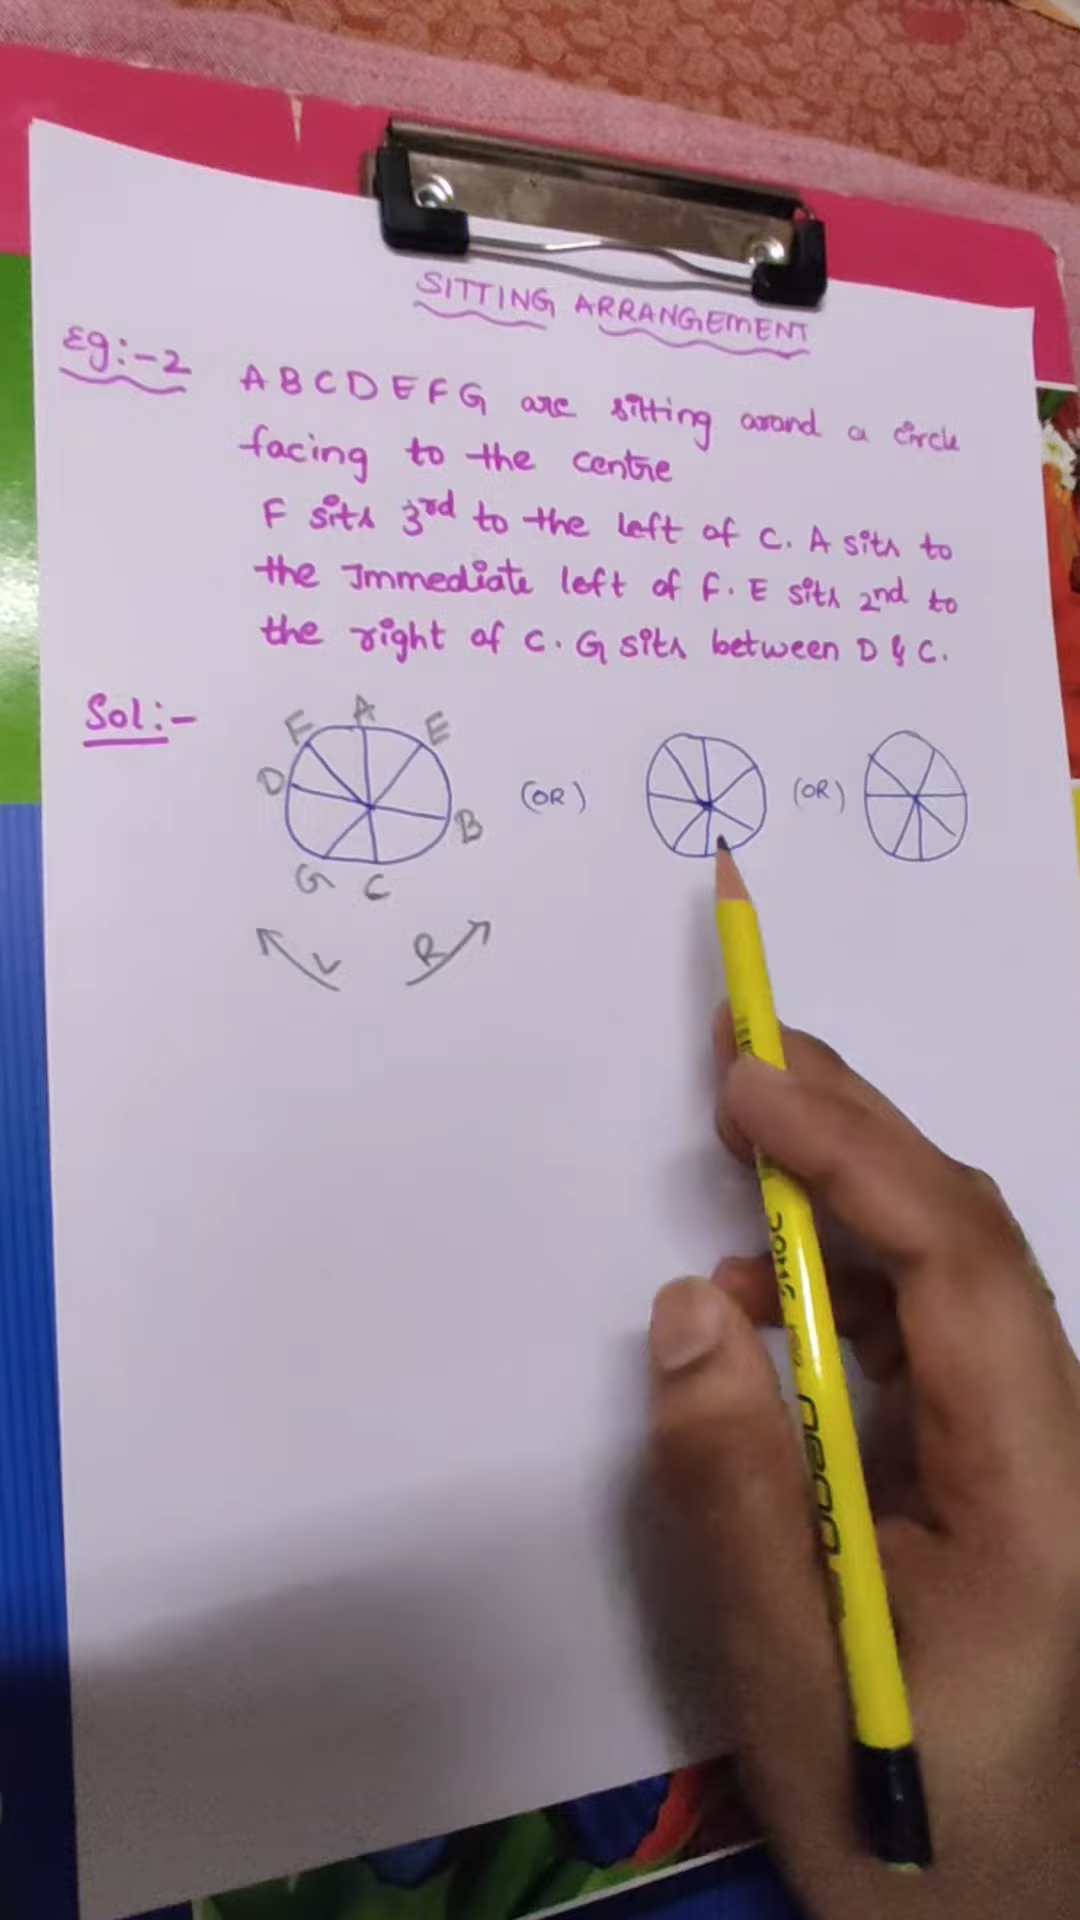 SITTING ARRANGEMENT
Eg:-2 A B C D E F G are sitting around a circle
facing to the centre
F sits 3rd to the left of C. A sits to
the Immediate left of F. E sits 2nd to
the right of C. G sits between D & C.
Sol:-
F A E
D B
G C
(OR) (OR)
L R
DOMS